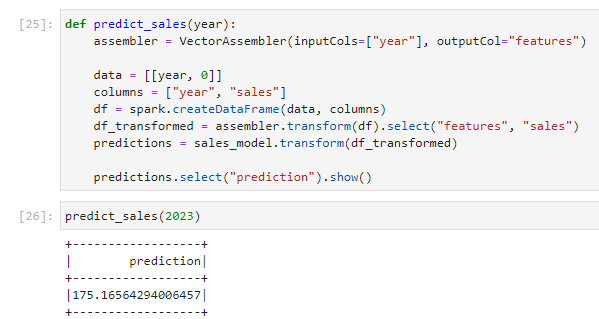 [25]: def predict_sales(year):
    assembler = VectorAssembler(inputCols=["year"], outputCol="features")
    data = [[year, 0]]
    columns = ["year", "sales"]
    df = spark.createDataFrame(data, columns)
    df_transformed = assembler.transform(df).select("features", "sales")
    predictions = sales_model.transform(df_transformed)
    predictions.select("prediction").show()
[26]: predict_sales(2023)
+------------------+
|        prediction|
+------------------+
|175.16564294006457|
+------------------+